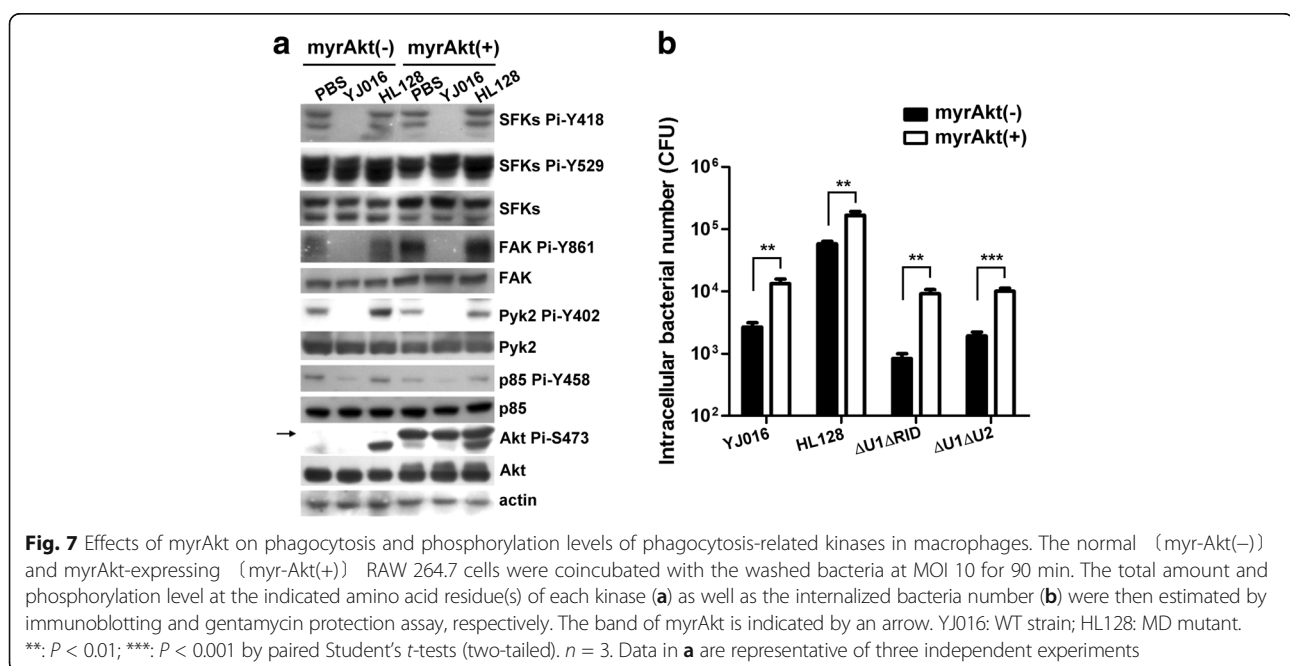 a
myrAkt(-) myrAkt(+)
PBS YJ016 HL128 PBS YJ016 HL128
SFKs Pi-Y418
SFKs Pi-Y529
SFKs
FAK Pi-Y861
FAK
Pyk2 Pi-Y402
Pyk2
p85 Pi-Y458
p85
Akt Pi-S473
Akt
actin
b
myrAkt(-)
myrAkt(+)
Intracellular bacterial number (CFU)
10⁶
10⁵
10⁴
10³
10²
** ** ** ***
YJ016 HL128 ΔU1ΔRID ΔU1ΔU2
Fig. 7 Effects of myrAkt on phagocytosis and phosphorylation levels of phagocytosis-related kinases in macrophages. The normal 〔myr-Akt(−)〕
and myrAkt-expressing 〔myr-Akt(+)〕 RAW 264.7 cells were coincubated with the washed bacteria at MOI 10 for 90 min. The total amount and
phosphorylation level at the indicated amino acid residue(s) of each kinase (a) as well as the internalized bacteria number (b) were then estimated by
immunoblotting and gentamycin protection assay, respectively. The band of myrAkt is indicated by an arrow. YJ016: WT strain; HL128: MD mutant.
**: P < 0.01; ***: P < 0.001 by paired Student's t-tests (two-tailed). n = 3. Data in a are representative of three independent experiments